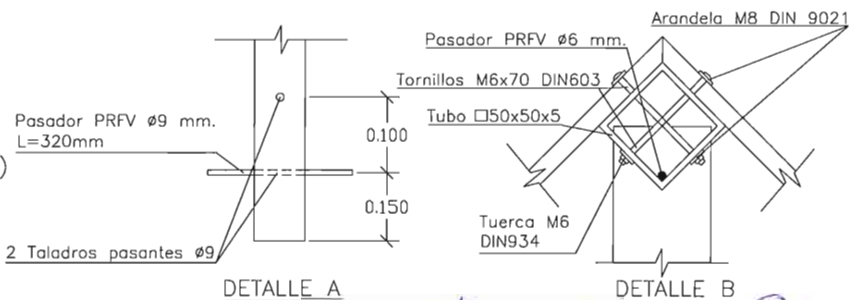 Arandela M8 DIN 9021
Pasador PRFV ø6 mm.
Tornillos M6x70 DIN603
Tubo □50x50x5
Pasador PRFV ø9 mm.
L=320mm
0.100
0.150
Tuerca M6
DIN934
2 Taladros pasantes ø9
DETALLE A
DETALLE B